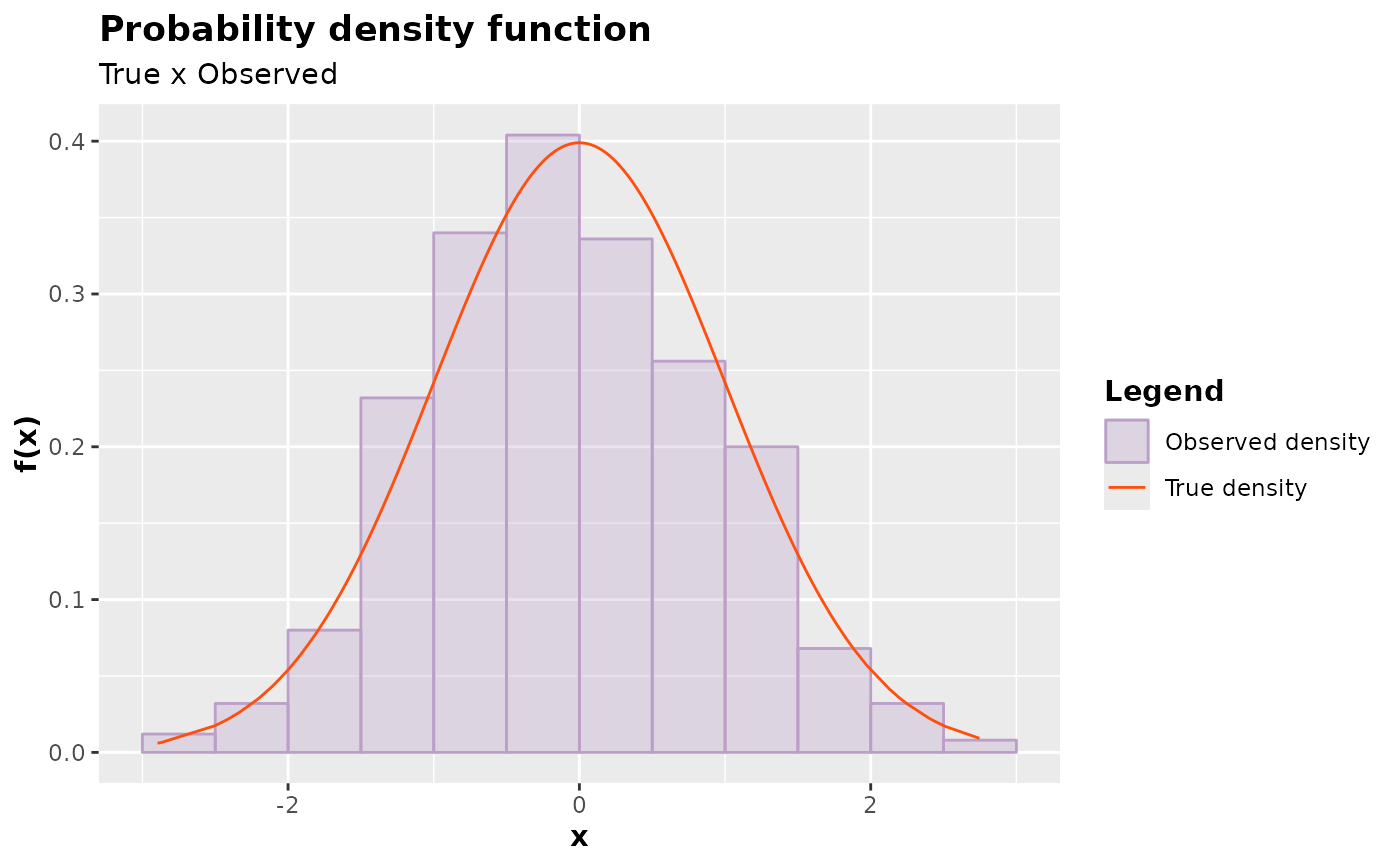 Probability density function
True x Observed
0.4
0.3
0.2
0.1
0.0
f(x)
-2
0
2
x
Legend
Observed density
True density